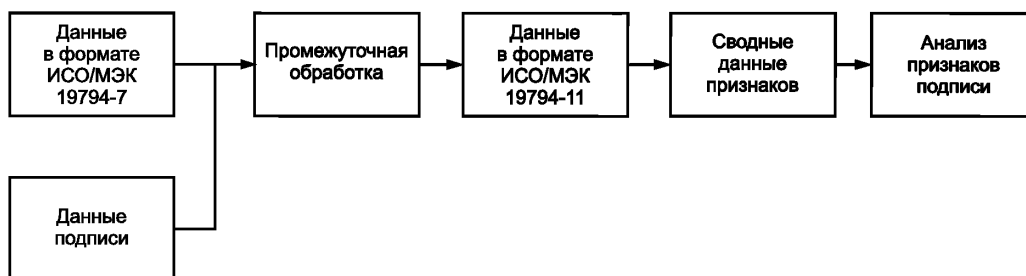 Данные
в формате
ИСО/МЭК
19794-7
Промежуточная
обработка
Данные
в формате
ИСО/МЭК
19794-11
Сводные
данные
признаков
Анализ
признаков
подписи
Данные
подписи